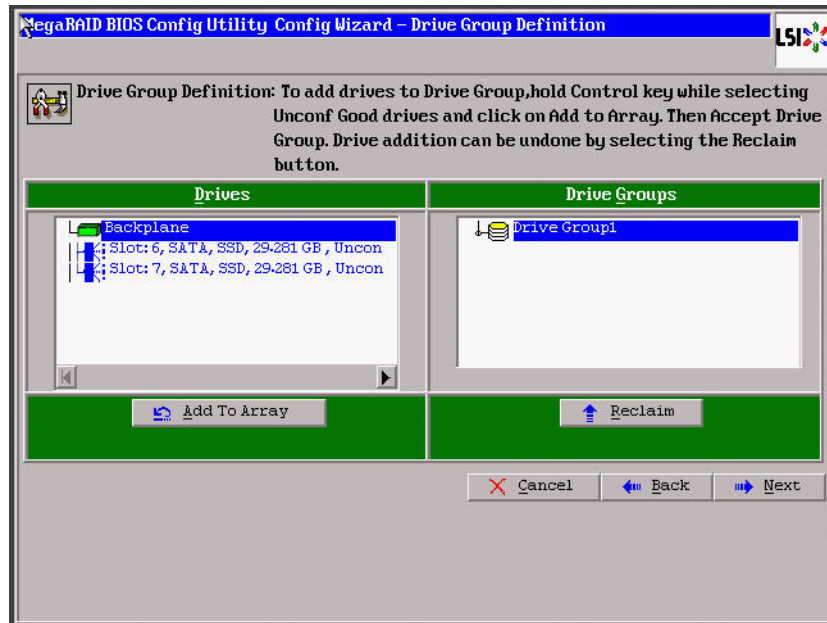 MegaRAID BIOS Config Utility Config Wizard – Drive Group Definition
LSI
Drive Group Definition: To add drives to Drive Group,hold Control key while selecting
Unconf Good drives and click on Add to Array. Then Accept Drive
Group. Drive addition can be undone by selecting the Reclaim
button.
Drives
Drive Groups
Backplane
Slot: 6, SATA, SSD, 29.281 GB , Uncon
Slot: 7, SATA, SSD, 29.281 GB , Uncon
Drive Group1
Add To Array
Reclaim
Cancel
Back
Next